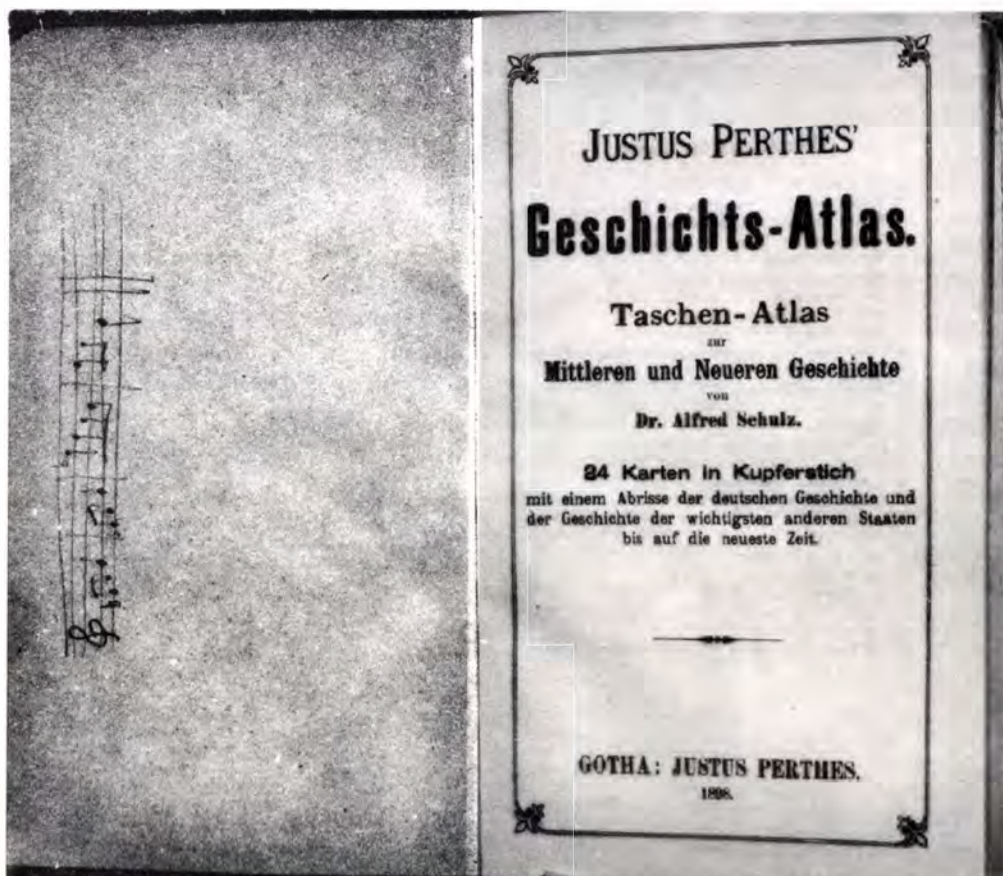 JUSTUS PERTHES'
Geschichts-Atlas.
Taschen-Atlas
zur
Mittleren und Neueren Geschichte
von
Dr. Alfred Schulz.
24 Karten in Kupferstich
mit einem Abrisse der deutschen Geschichte und
der Geschichte der wichtigsten anderen Staaten
bis auf die neueste Zeit.
GOTHA: JUSTUS PERTHES.
1898.